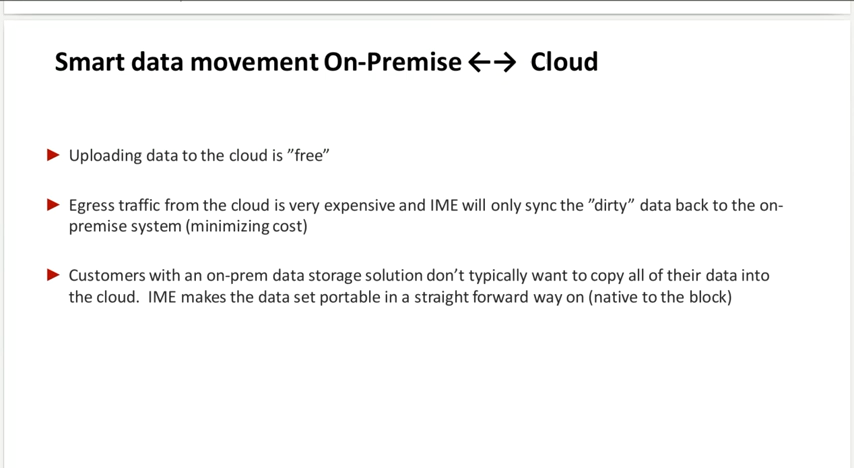 Smart data movement On-Premise ←→ Cloud
► Uploading data to the cloud is ”free”
► Egress traffic from the cloud is very expensive and IME will only sync the ”dirty” data back to the on-
premise system (minimizing cost)
► Customers with an on-prem data storage solution don’t typically want to copy all of their data into
the cloud.  IME makes the data set portable in a straight forward way on (native to the block)